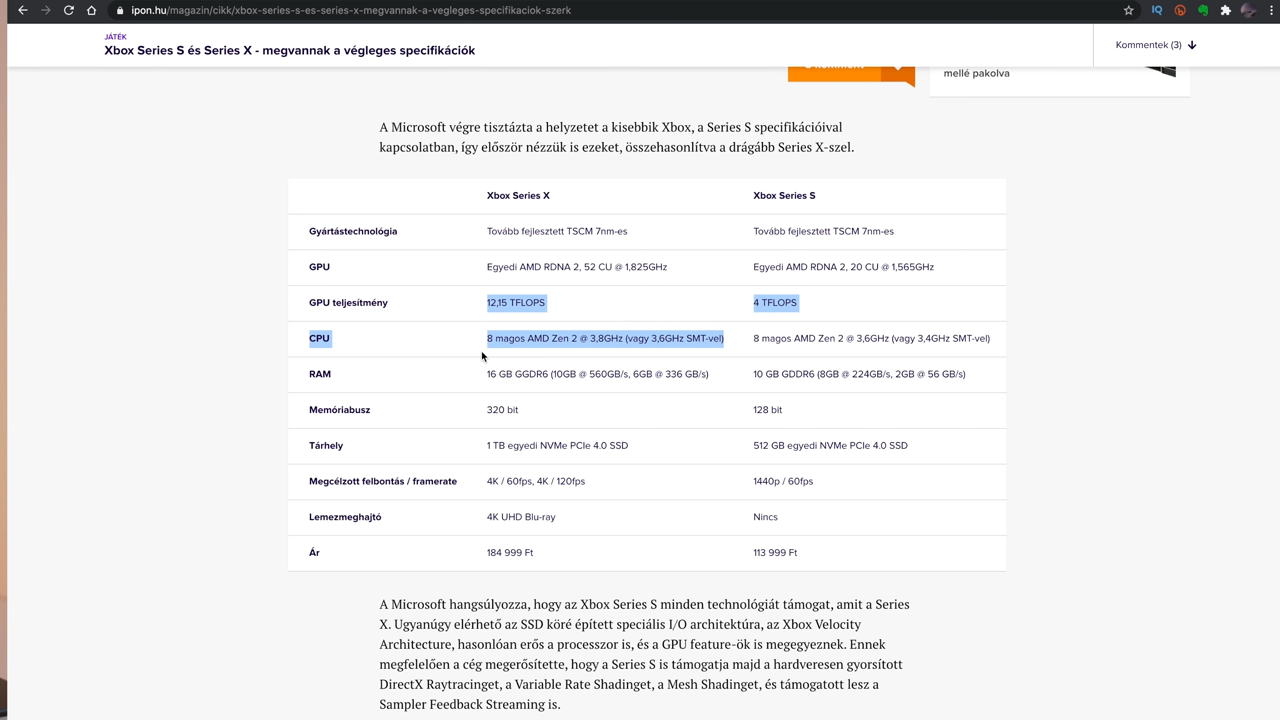 ipon.hu/magazin/cikk/xbox-series-s-es-series-x-megvannak-a-vegleges-specifikaciok-szerk
JÁTÉK
Xbox Series S és Series X - megvannak a végleges specifikációk
Kommentek (3)
mellé pakolva
A Microsoft végre tisztázta a helyzetet a kisebbik Xbox, a Series S specifikációival
kapcsolatban, így először nézzük is ezeket, összehasonlítva a drágább Series X-szel.
Xbox Series X Xbox Series S
Gyártástechnológia Tovább fejlesztett TSCM 7nm-es Tovább fejlesztett TSCM 7nm-es
GPU Egyedi AMD RDNA 2, 52 CU @ 1,825GHz Egyedi AMD RDNA 2, 20 CU @ 1,565GHz
GPU teljesítmény 12,15 TFLOPS 4 TFLOPS
CPU 8 magos AMD Zen 2 @ 3,8GHz (vagy 3,6GHz SMT-vel) 8 magos AMD Zen 2 @ 3,6GHz (vagy 3,4GHz SMT-vel)
RAM 16 GB GGDR6 (10GB @ 560GB/s, 6GB @ 336 GB/s) 10 GB GDDR6 (8GB @ 224GB/s, 2GB @ 56 GB/s)
Memóriabusz 320 bit 128 bit
Tárhely 1 TB egyedi NVMe PCIe 4.0 SSD 512 GB egyedi NVMe PCIe 4.0 SSD
Megcélzott felbontás / framerate 4K / 60fps, 4K / 120fps 1440p / 60fps
Lemezmeghajtó 4K UHD Blu-ray Nincs
Ár 184 999 Ft 113 999 Ft
A Microsoft hangsúlyozza, hogy az Xbox Series S minden technológiát támogat, amit a Series
X. Ugyanúgy elérhető az SSD köré épített speciális I/O architektúra, az Xbox Velocity
Architecture, hasonlóan erős a processzor is, és a GPU feature-ök is megegyeznek. Ennek
megfelelően a cég megerősítette, hogy a Series S is támogatja majd a hardveresen gyorsított
DirectX Raytracinget, a Variable Rate Shadinget, a Mesh Shadinget, és támogatott lesz a
Sampler Feedback Streaming is.